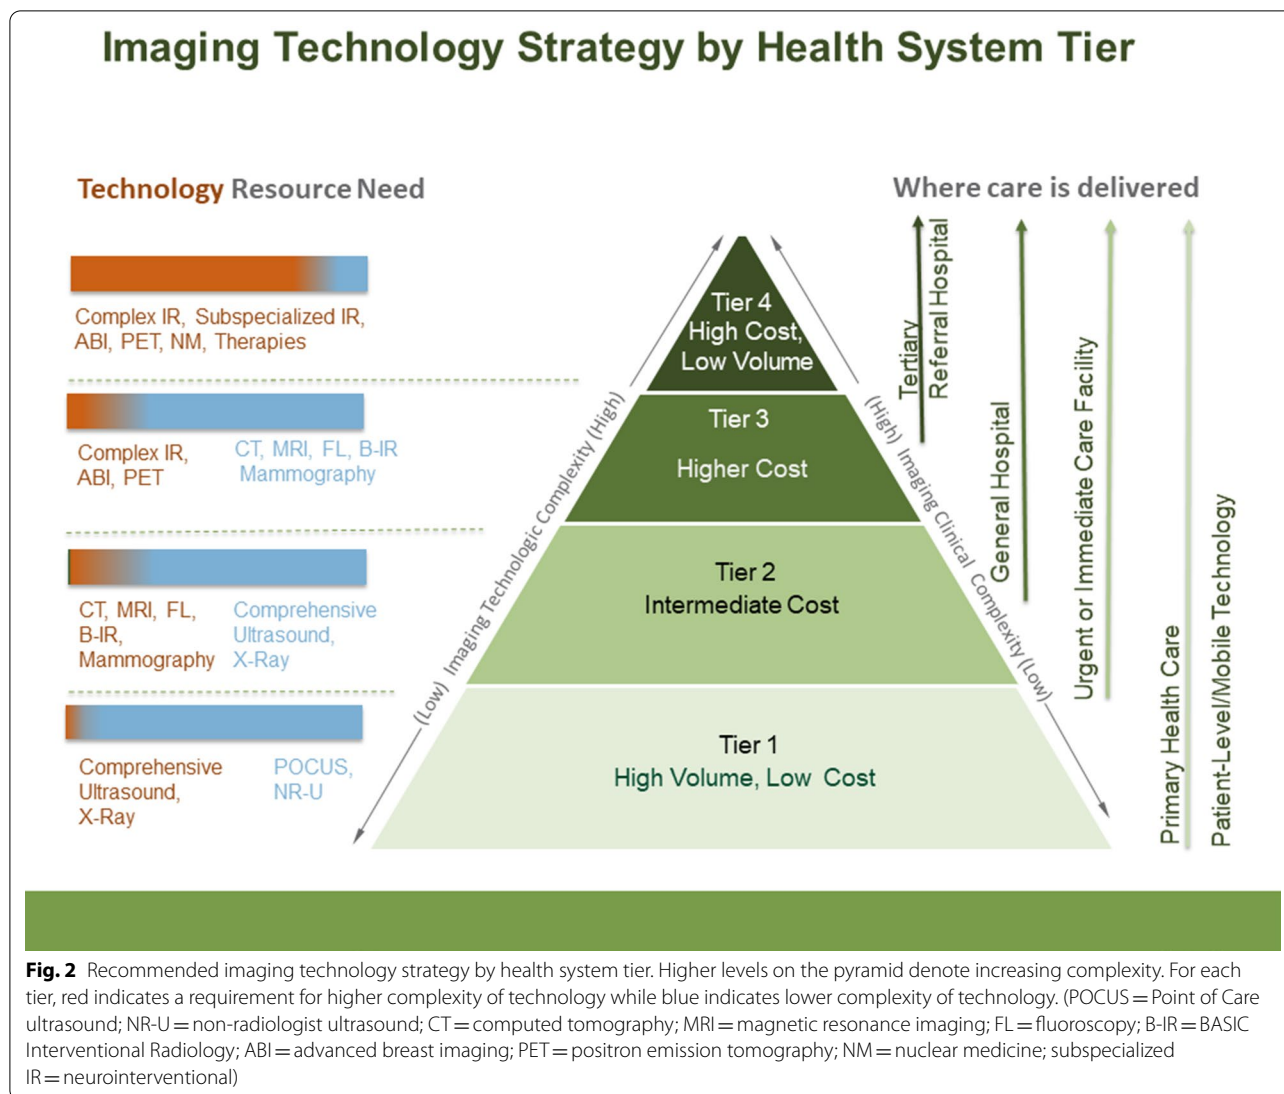 Imaging Technology Strategy by Health System Tier
Technology Resource Need
Where care is delivered
Complex IR, Subspecialized IR,
ABI, PET, NM, Therapies
Complex IR,
ABI, PET
CT, MRI, FL, B-IR
Mammography
CT, MRI, FL,
B-IR,
Mammography
Comprehensive
Ultrasound,
X-Ray
Comprehensive
Ultrasound,
X-Ray
POCUS,
NR-U
(Low) Imaging Technologic Complexity (High)
Tier 4
High Cost,
Low Volume
Tier 3
Higher Cost
Tier 2
Intermediate Cost
Tier 1
High Volume, Low Cost
(High) Imaging Clinical Complexity (Low)
Tertiary
Referral Hospital
General Hospital
Urgent or Immediate Care Facility
Primary Health Care
Patient-Level/Mobile Technology
Fig. 2 Recommended imaging technology strategy by health system tier. Higher levels on the pyramid denote increasing complexity. For each
tier, red indicates a requirement for higher complexity of technology while blue indicates lower complexity of technology. (POCUS = Point of Care
ultrasound; NR-U = non-radiologist ultrasound; CT = computed tomography; MRI = magnetic resonance imaging; FL = fluoroscopy; B-IR = BASIC
Interventional Radiology; ABI = advanced breast imaging; PET = positron emission tomography; NM = nuclear medicine; subspecialized
IR = neurointerventional)